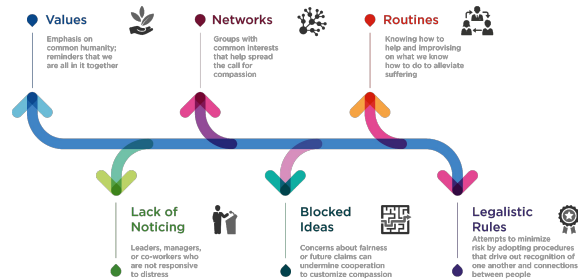 Values
Emphasis on
common humanity;
reminders that we
are all in it together
Networks
Groups with
common interests
that help spread
the call for
compassion
Routines
Knowing how to
help and improvising
on what we know
how to do to alleviate
suffering
Lack of
Noticing
Leaders, managers,
or co-workers who
are not responsive
to distress
Blocked
Ideas
Concerns about fairness
or future claims can
undermine cooperation
to customize compassion
Legalistic
Rules
Attempts to minimize
risk by adopting procedures
that drive out recognition of
one another and connections
between people